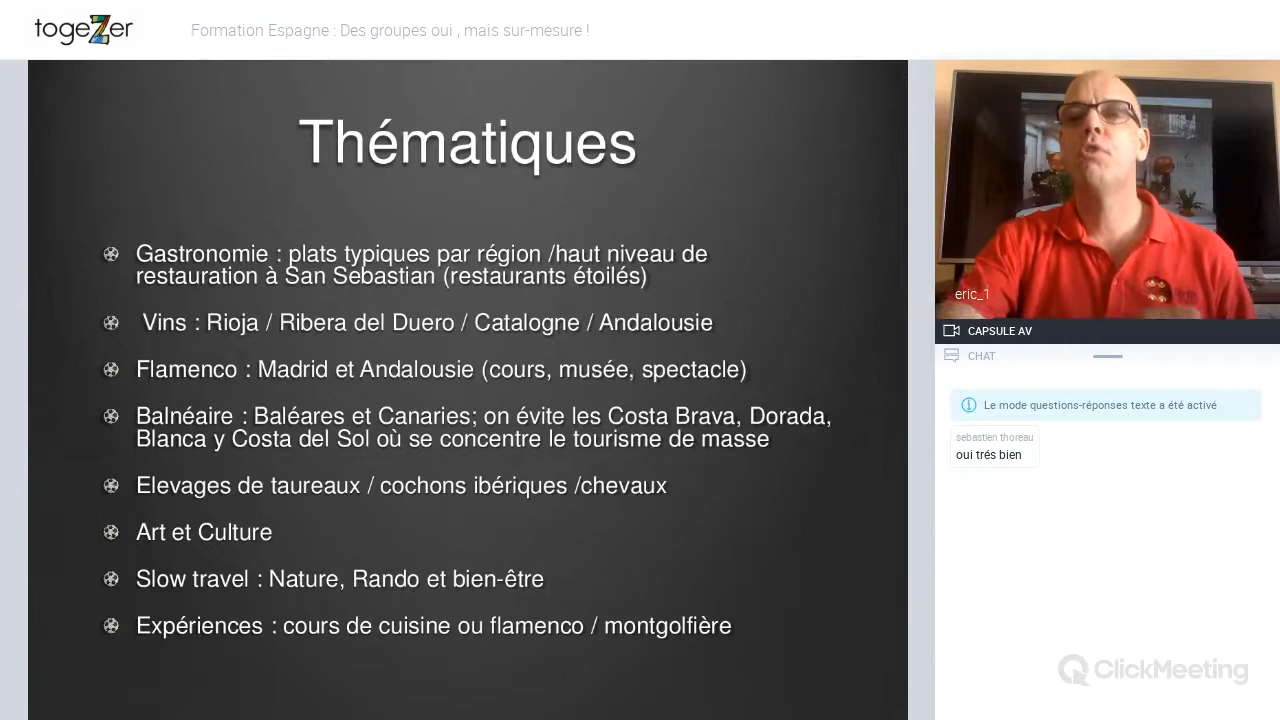 togeZer
Formation Espagne : Des groupes oui , mais sur-mesure !
Thématiques
Gastronomie : plats typiques par région /haut niveau de
restauration à San Sebastian (restaurants étoilés)
Vins : Rioja / Ribera del Duero / Catalogne / Andalousie
Flamenco : Madrid et Andalousie (cours, musée, spectacle)
Balnéaire : Baléares et Canaries; on évite les Costa Brava, Dorada,
Blanca y Costa del Sol où se concentre le tourisme de masse
Elevages de taureaux / cochons ibériques /chevaux
Art et Culture
Slow travel : Nature, Rando et bien-être
Expériences : cours de cuisine ou flamenco / montgolfière
eric_1
CAPSULE AV
CHAT
Le mode questions-réponses texte a été activé
sebastien thoreau
oui trés bien
ClickMeeting